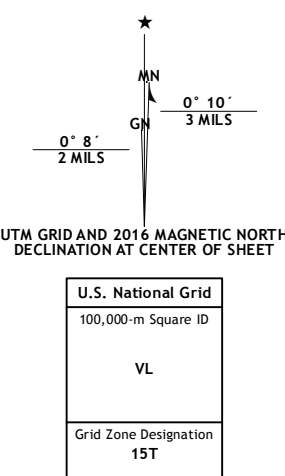 ★
MN
0° 10´
3 MILS
GN
0° 8´
2 MILS
UTM GRID AND 2016 MAGNETIC NORTH
DECLINATION AT CENTER OF SHEET
U.S. National Grid
100,000-m Square ID
VL
Grid Zone Designation
15T